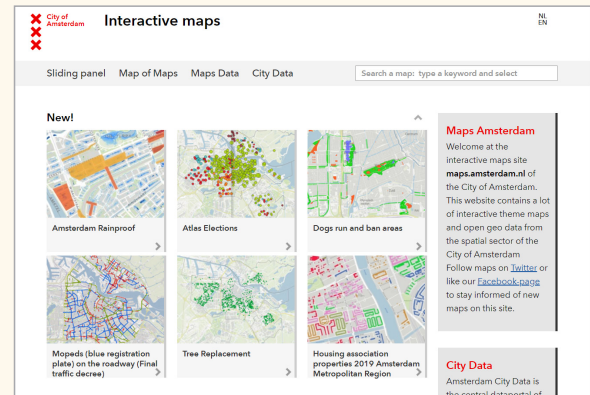 City of
Amsterdam
Interactive maps
NL
EN
Sliding panel Map of Maps Maps Data City Data
Search a map: type a keyword and select
New!
Amsterdam Rainproof
Atlas Elections
Dogs run and ban areas
Mopeds (blue registration
plate) on the roadway (Final
traffic decree)
Tree Replacement
Housing association
properties 2019 Amsterdam
Metropolitan Region
Maps Amsterdam
Welcome at the
interactive maps site
maps.amsterdam.nl of
the City of Amsterdam.
This website contains a lot
of interactive theme maps
and open geo data from
the spatial sector of the
City of Amsterdam
Follow maps on Twitter or
like our Facebook-page
to stay informed of new
maps on this site.
City Data
Amsterdam City Data is
the central dataportal of